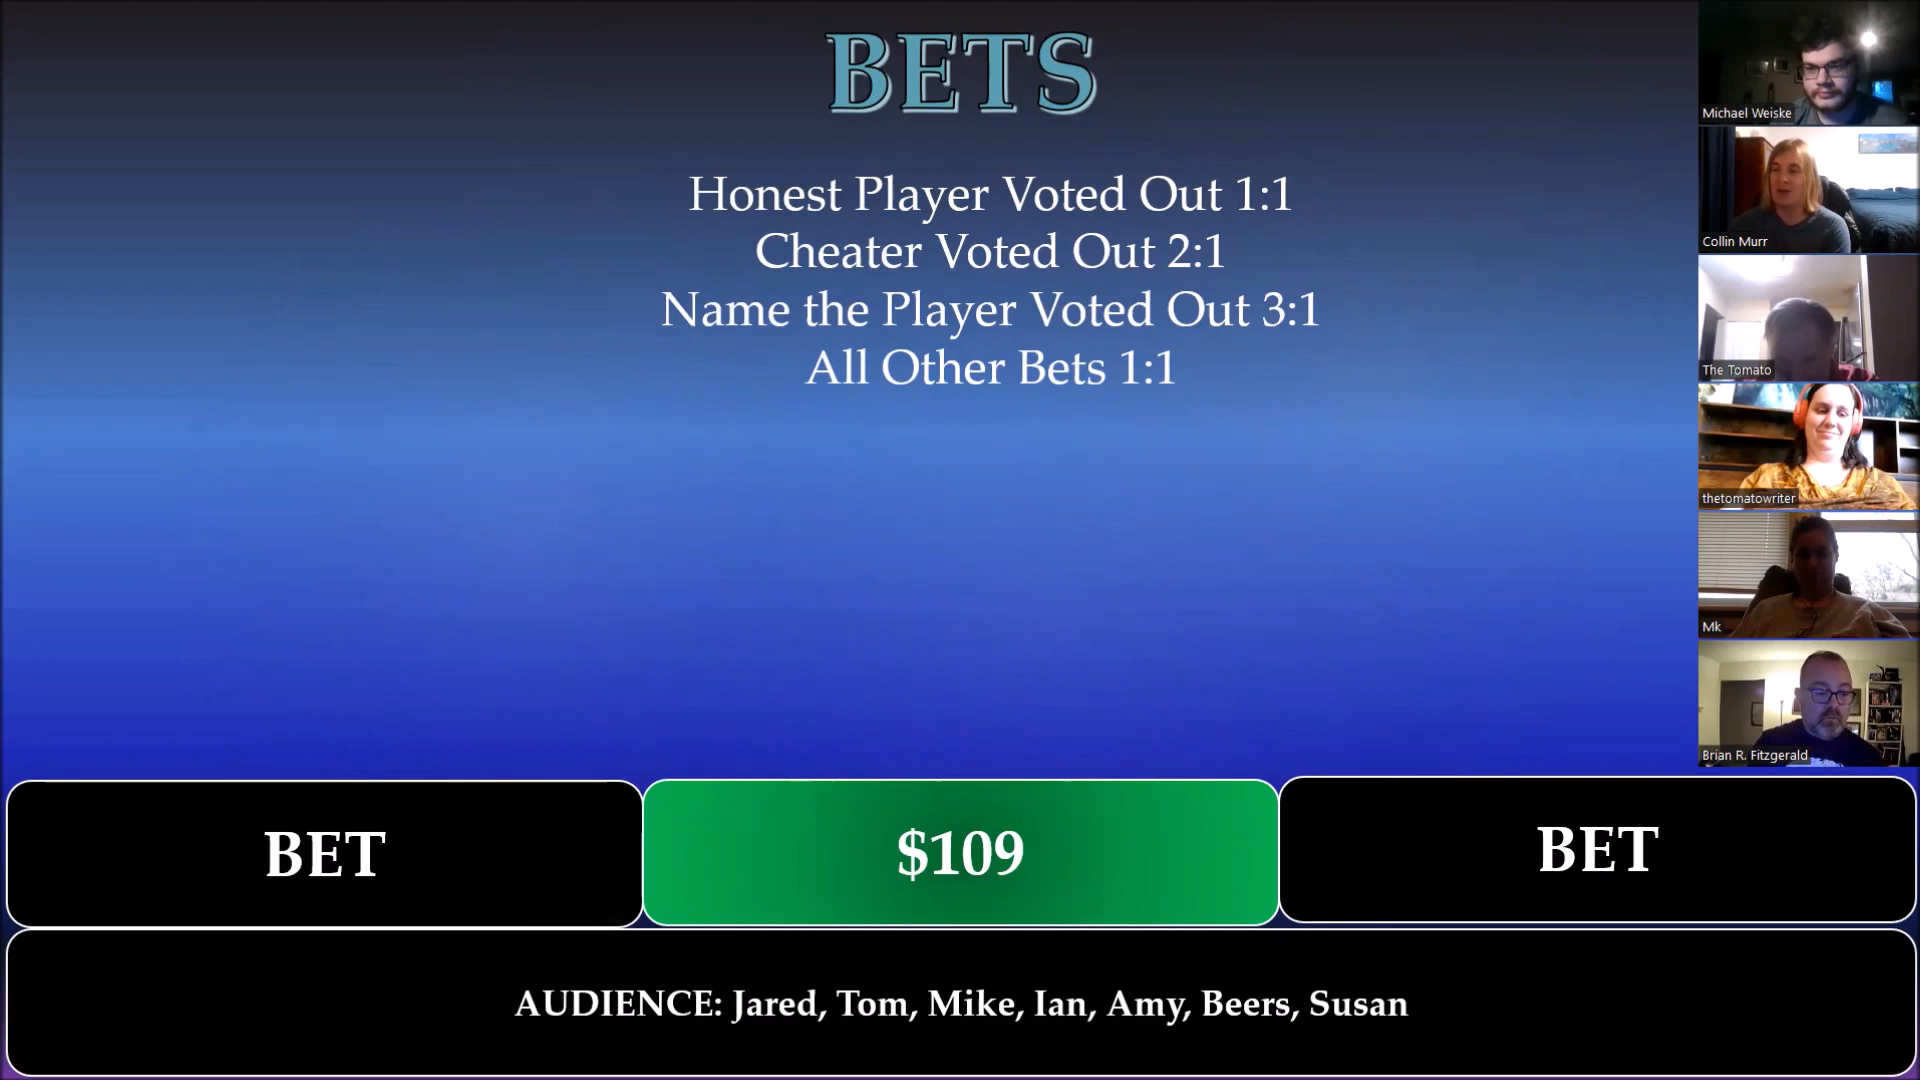 BETS
Honest Player Voted Out 1:1
Cheater Voted Out 2:1
Name the Player Voted Out 3:1
All Other Bets 1:1
Michael Weiske
Collin Murr
The Tomato
thetomatowriter
Mk
Brian R. Fitzgerald
BET
$109
BET
AUDIENCE: Jared, Tom, Mike, Ian, Amy, Beers, Susan